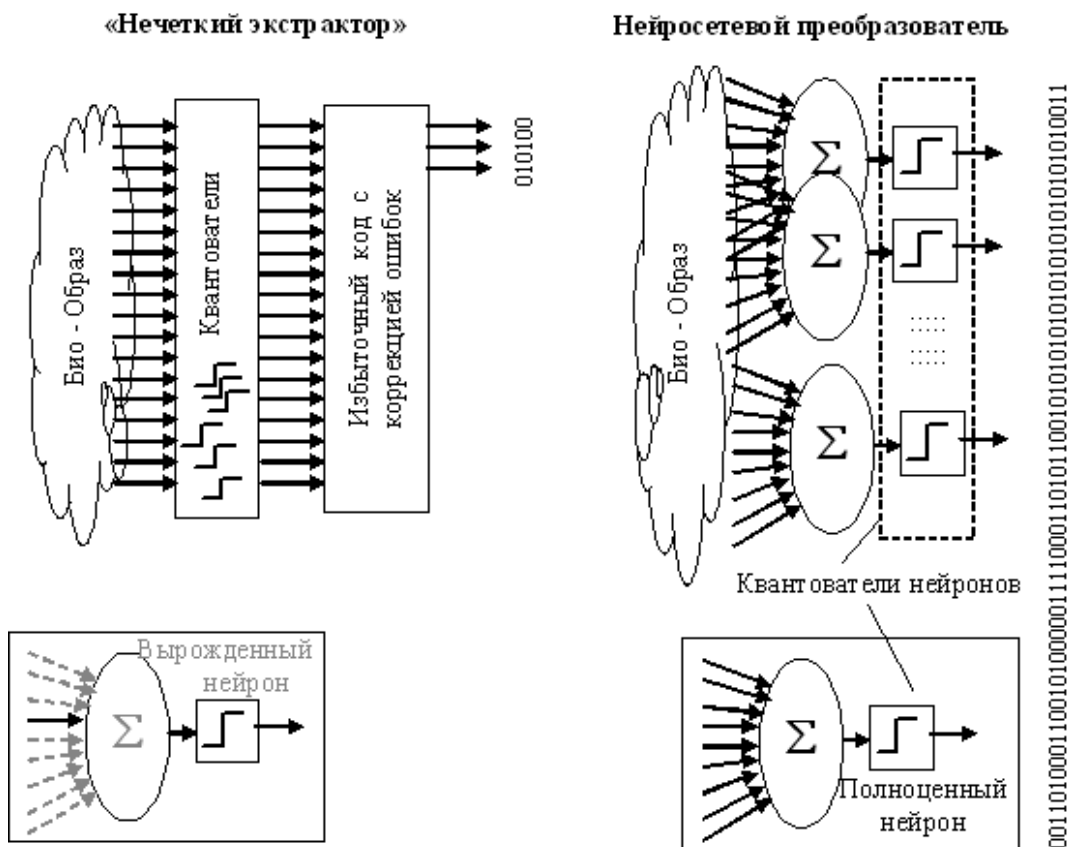 «Нечеткий экстрактор»
Био - Образ
Квантователи
Избыточный код с
коррекцией ошибок
010100
Вырожденный
нейрон
Σ
Нейросетевой преобразователь
Био - Образ
Σ
Σ
Σ
Квантователи нейронов
Σ
Полноценный
нейрон